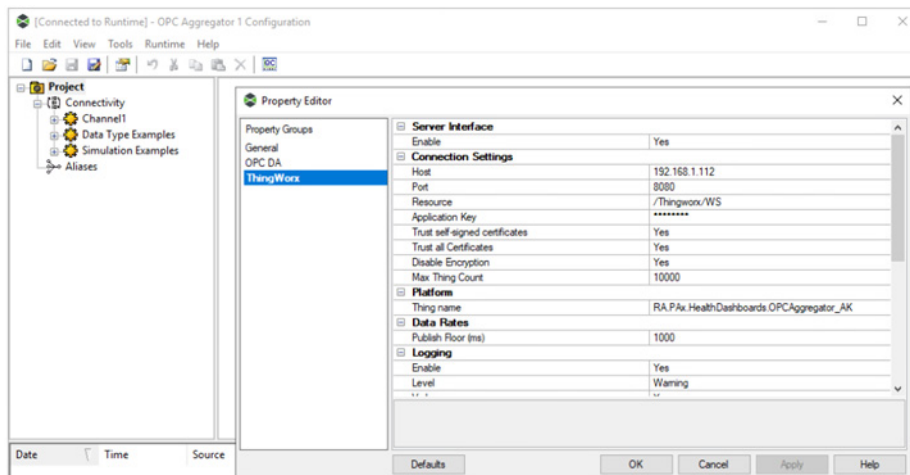 [Connected to Runtime] - OPC Aggregator 1 Configuration
File Edit View Tools Runtime Help
Project
Connectivity
Channel1
Data Type Examples
Simulation Examples
Aliases
Property Editor
Property Groups
General
OPC DA
ThingWorx
Server Interface
Enable Yes
Connection Settings
Host 192.168.1.112
Port 8080
Resource /Thingworx/WS
Application Key ********
Trust self-signed certificates Yes
Trust all Certificates Yes
Disable Encryption Yes
Max Thing Count 10000
Platform
Thing name RA.PAx.HealthDashboards.OPCAggregator_AK
Data Rates
Publish Floor (ms) 1000
Logging
Enable Yes
Level Warning
Date Time Source
Defaults OK Cancel Apply Help